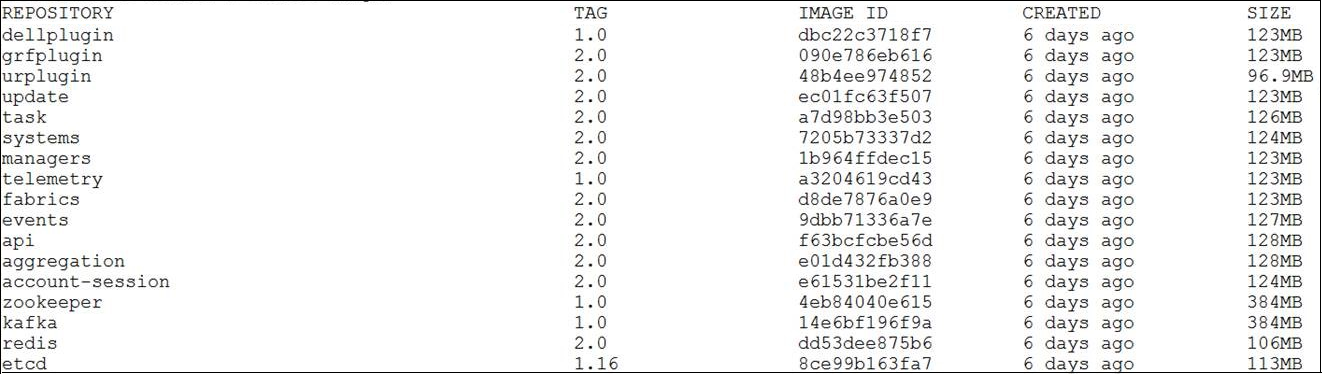 REPOSITORY TAG IMAGE ID CREATED SIZE
dellplugin 1.0 dbc22c3718f7 6 days ago 123MB
grfplugin 2.0 090e786eb616 6 days ago 123MB
urplugin 2.0 48b4ee974852 6 days ago 96.9MB
update 2.0 ec01fc63f507 6 days ago 123MB
task 2.0 a7d98bb3e503 6 days ago 126MB
systems 2.0 7205b73337d2 6 days ago 124MB
managers 2.0 1b964ffdec15 6 days ago 123MB
telemetry 1.0 a3204619cd43 6 days ago 123MB
fabrics 2.0 d8de7876a0e9 6 days ago 123MB
events 2.0 9dbb71336a7e 6 days ago 127MB
api 2.0 f63bcfcbe56d 6 days ago 128MB
aggregation 2.0 e01d432fb388 6 days ago 128MB
account-session 2.0 e61531be2f11 6 days ago 124MB
zookeeper 1.0 4eb84040e615 6 days ago 384MB
kafka 1.0 14e6bf196f9a 6 days ago 384MB
redis 2.0 dd53dee875b6 6 days ago 106MB
etcd 1.16 8ce99b163fa7 6 days ago 113MB